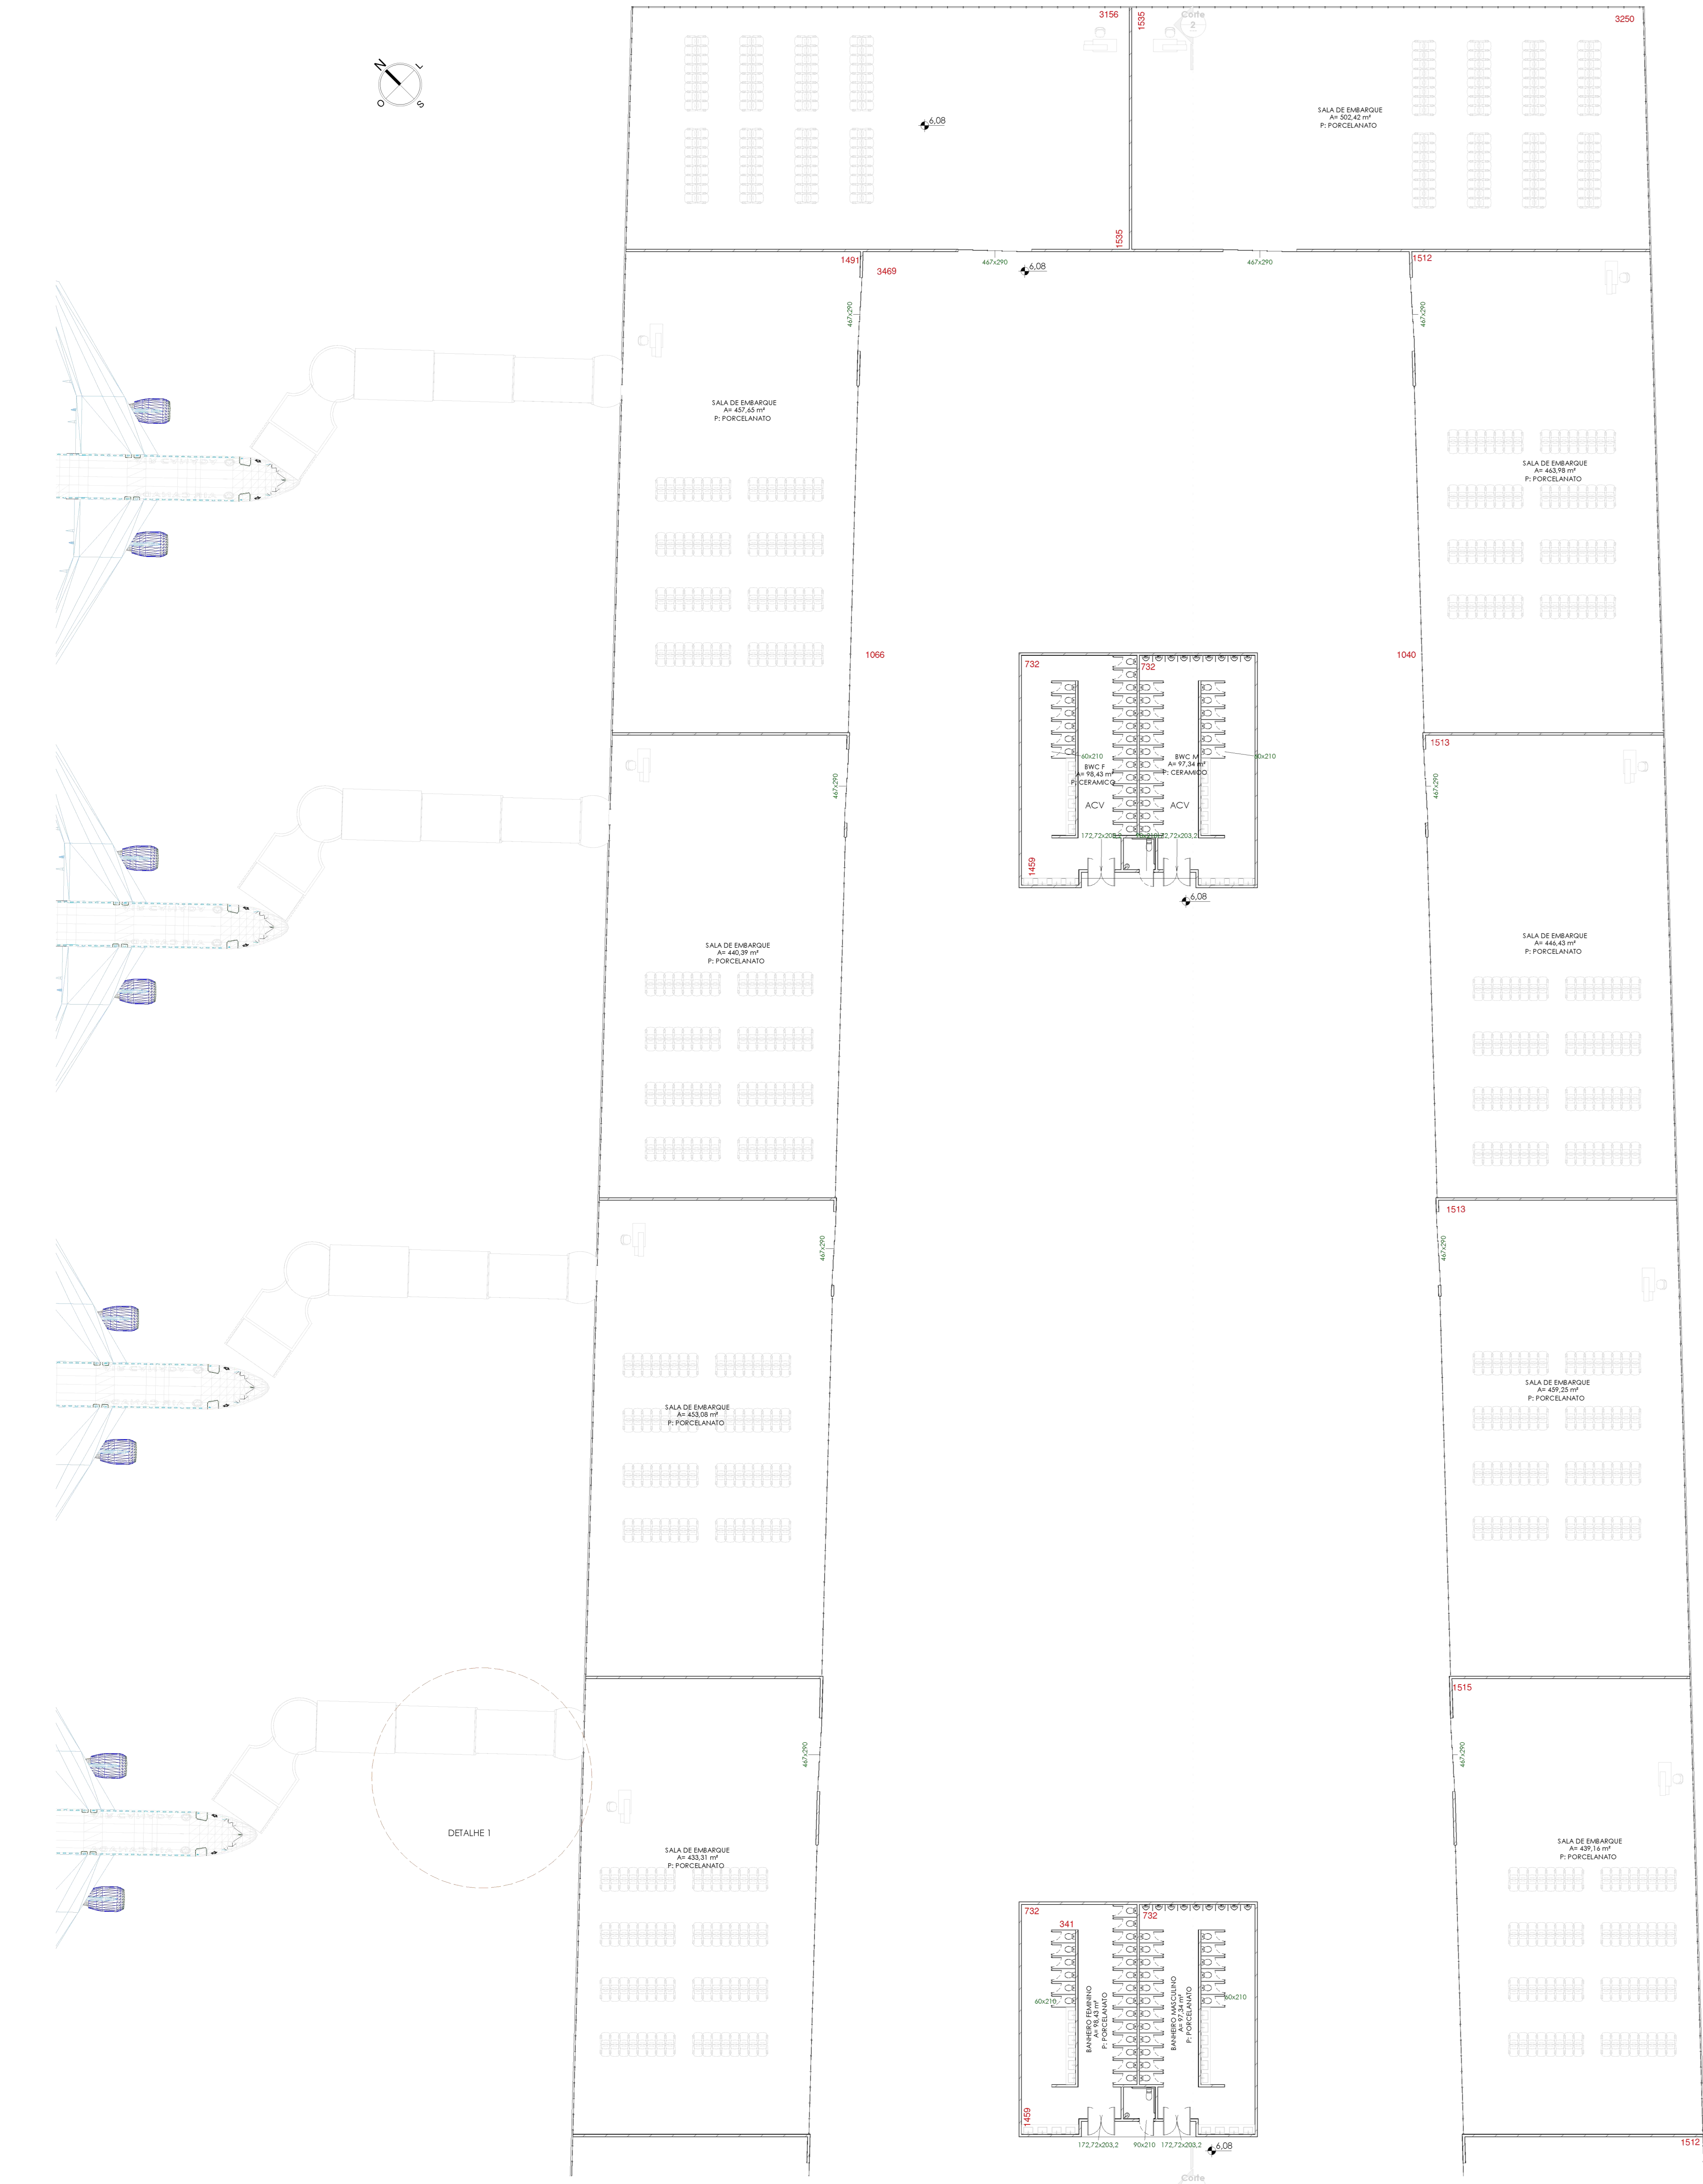 Corte
2
3156
1535
3250
N
L
O
S
SALA DE EMBARQUE
A= 502,42 m²
P: PORCELANATO
6,08
1535
1491
3469
467x290
6,08
467x290
1512
467x290
467x290
SALA DE EMBARQUE
A= 457,65 m²
P: PORCELANATO
SALA DE EMBARQUE
A= 463,98 m²
P: PORCELANATO
1066
1040
732
732
1513
60x210
BWC F
A= 98,43 m²
P: CERAMICO
BWC M
A= 97,34 m²
P: CERAMICO
60x210
467x290
467x290
ACV
ACV
172,72x203,2
1459
6,08
SALA DE EMBARQUE
A= 440,39 m²
P: PORCELANATO
SALA DE EMBARQUE
A= 446,43 m²
P: PORCELANATO
1513
467x290
467x290
SALA DE EMBARQUE
A= 453,08 m²
P: PORCELANATO
SALA DE EMBARQUE
A= 459,25 m²
P: PORCELANATO
1515
467x290
467x290
DETALHE 1
SALA DE EMBARQUE
A= 433,31 m²
P: PORCELANATO
SALA DE EMBARQUE
A= 439,16 m²
P: PORCELANATO
732
341
732
60x210
BANHEIRO FEMININO
A= 98,43 m²
P: PORCELANATO
BANHEIRO MASCULINO
A= 97,34 m²
P: PORCELANATO
60x210
1459
172,72x203,2
90x210
172,72x203,2
6,08
1512
Corte